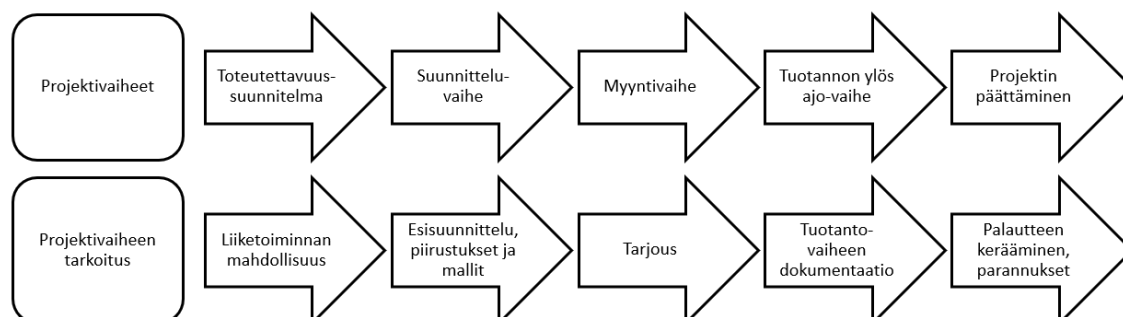 Projektivaiheet
Toteutettavuus-
suunnitelma
Suunnittelu-
vaihe
Myyntivaihe
Tuotannon ylös
ajo-vaihe
Projektin
päättäminen
Projektivaiheen
tarkoitus
Liiketoiminnan
mahdollisuus
Esisuunnittelu,
piirustukset ja
mallit
Tarjous
Tuotanto-
vaiheen
dokumentaatio
Palautteen
kerääminen,
parannukset